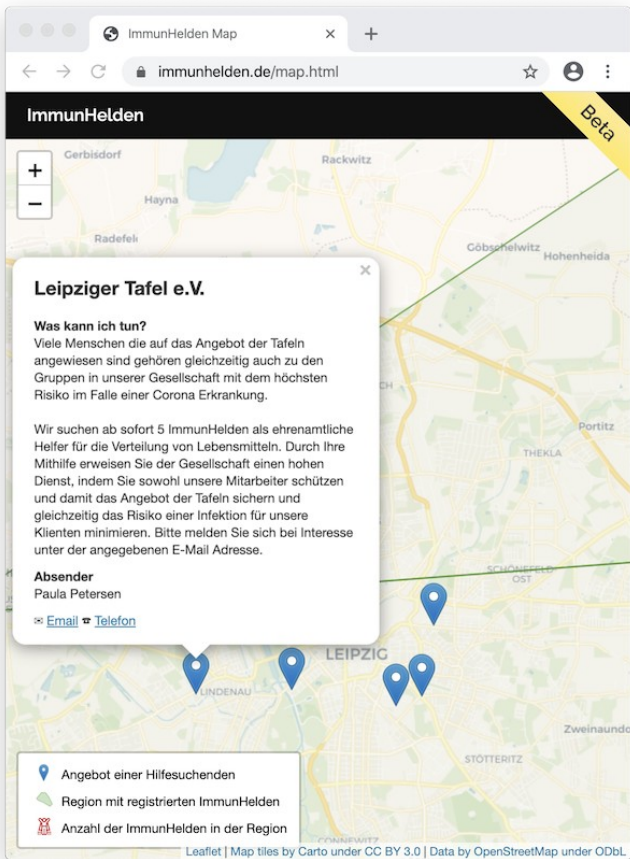 ImmunHelden Map
immunhelden.de/map.html
ImmunHelden
Beta
+
−
Gerbisdorf
Rackwitz
Hayna
Radefeld
Göbschelwitz
Hohenheida
Leipziger Tafel e.V.
Was kann ich tun?
Viele Menschen die auf das Angebot der Tafeln
angewiesen sind gehören gleichzeitig auch zu den
Gruppen in unserer Gesellschaft mit dem höchsten
Risiko im Falle einer Corona Erkrankung.
Wir suchen ab sofort 5 ImmunHelden als ehrenamtliche
Helfer für die Verteilung von Lebensmitteln. Durch Ihre
Mithilfe erweisen Sie der Gesellschaft einen hohen
Dienst, indem Sie sowohl unsere Mitarbeiter schützen
und damit das Angebot der Tafeln sichern und
gleichzeitig das Risiko einer Infektion für unsere
Klienten minimieren. Bitte melden Sie sich bei Interesse
unter der angegebenen E-Mail Adresse.
Absender
Paula Petersen
Email Telefon
CH
Portitz
THEKLA
SCHÖNEFELD
OST
LEIPZIG
LINDENAU
Zweinaundo
STÖTTERITZ
CONNEWITZ
Angebot einer Hilfesuchenden
Region mit registrierten ImmunHelden
Anzahl der ImmunHelden in der Region
Leaflet | Map tiles by Carto under CC BY 3.0 | Data by OpenStreetMap under ODbL.